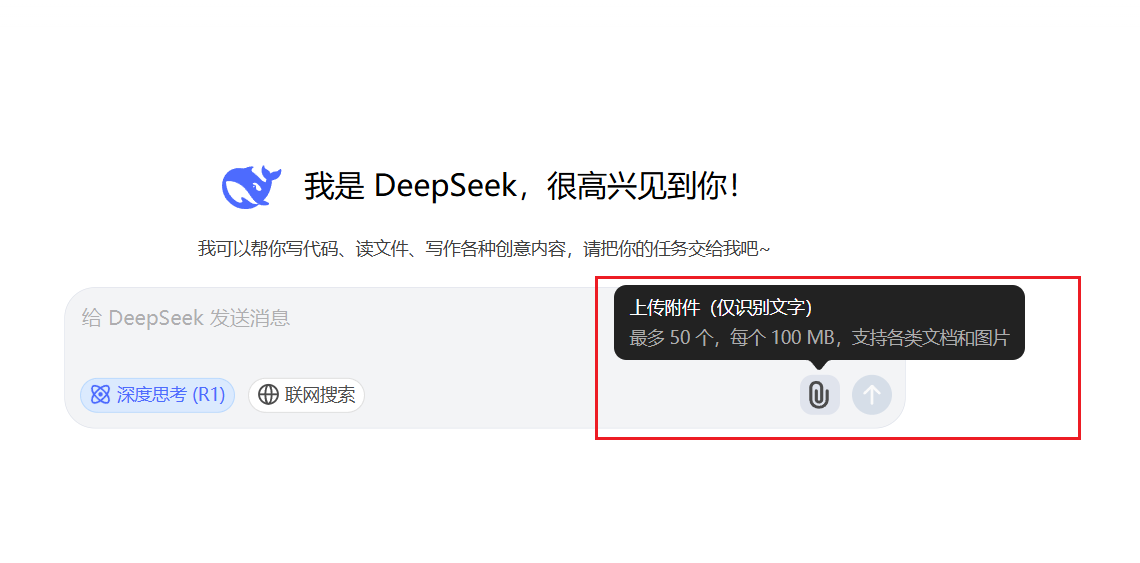 我是 DeepSeek，很高兴见到你！
我可以帮你写代码、读文件、写作各种创意内容，请把你的任务交给我吧~
上传附件（仅识别文字）
最多 50 个，每个 100 MB，支持各类文档和图片
给 DeepSeek 发送消息
深度思考 (R1)
联网搜索